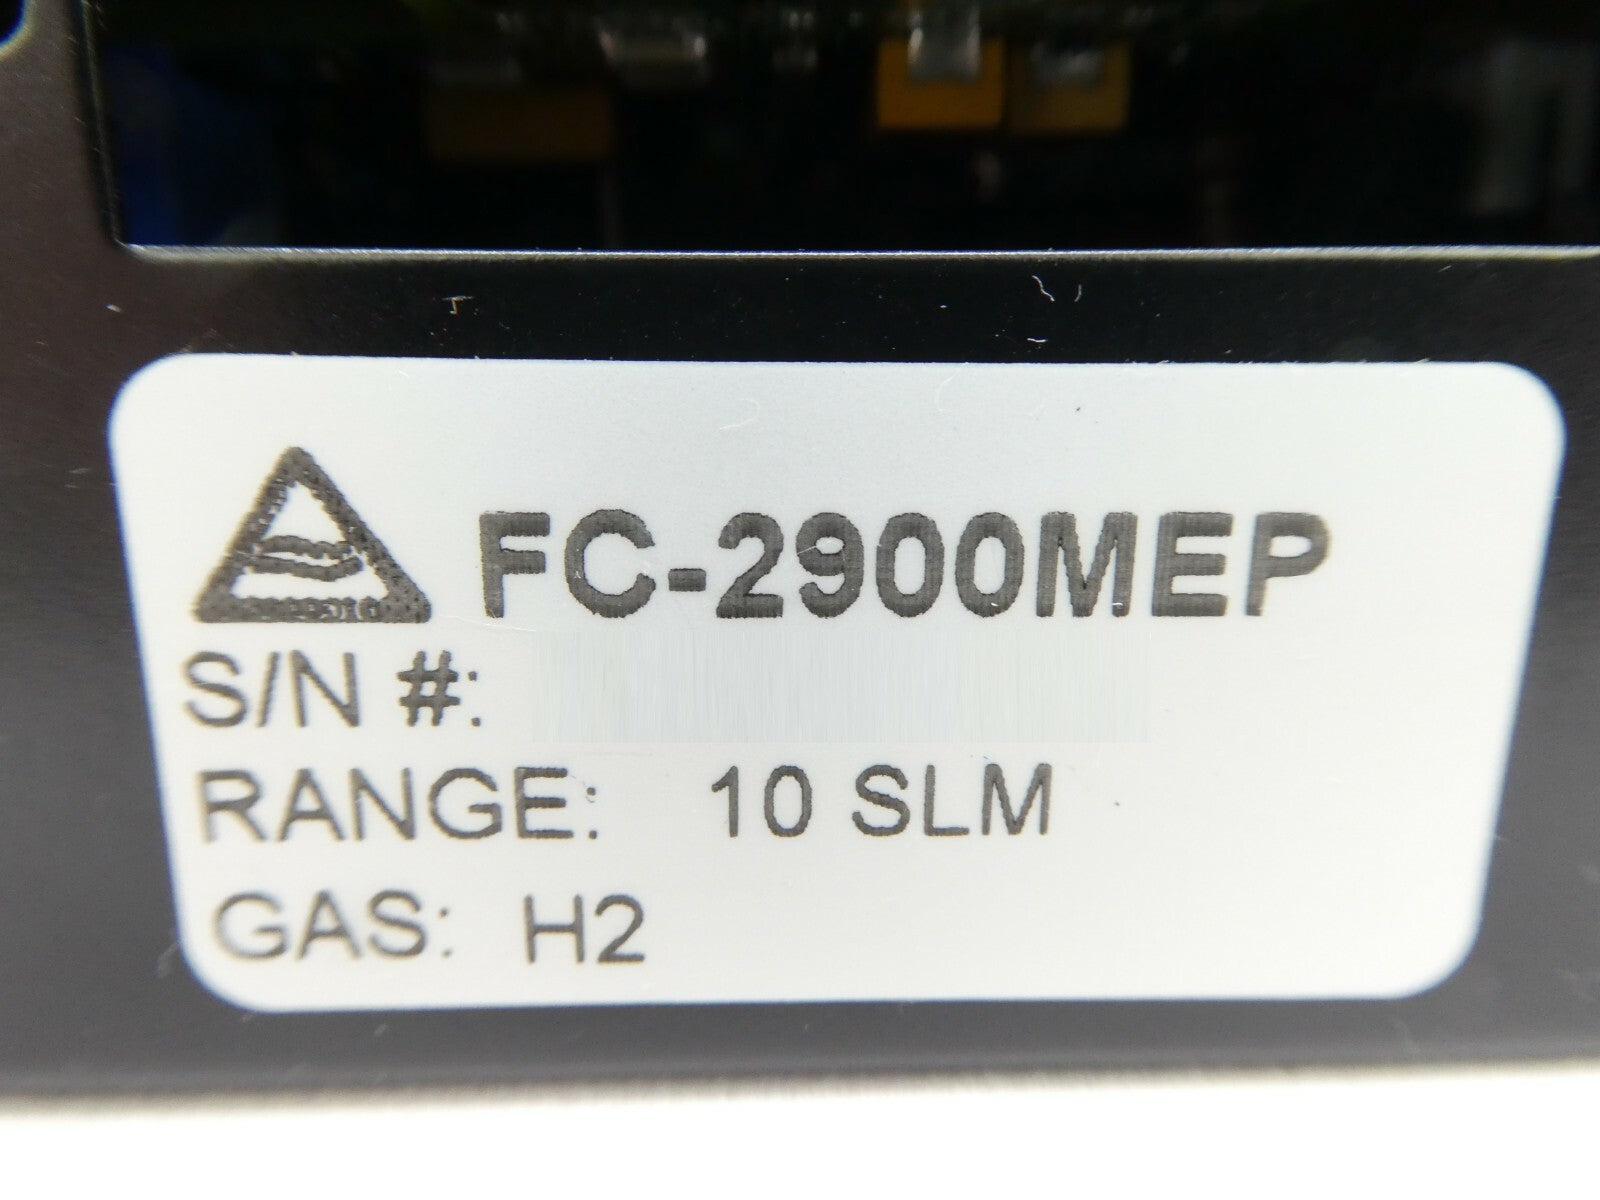 FC-2900MEP
S/N #:
RANGE: 10 SLM
GAS: H2